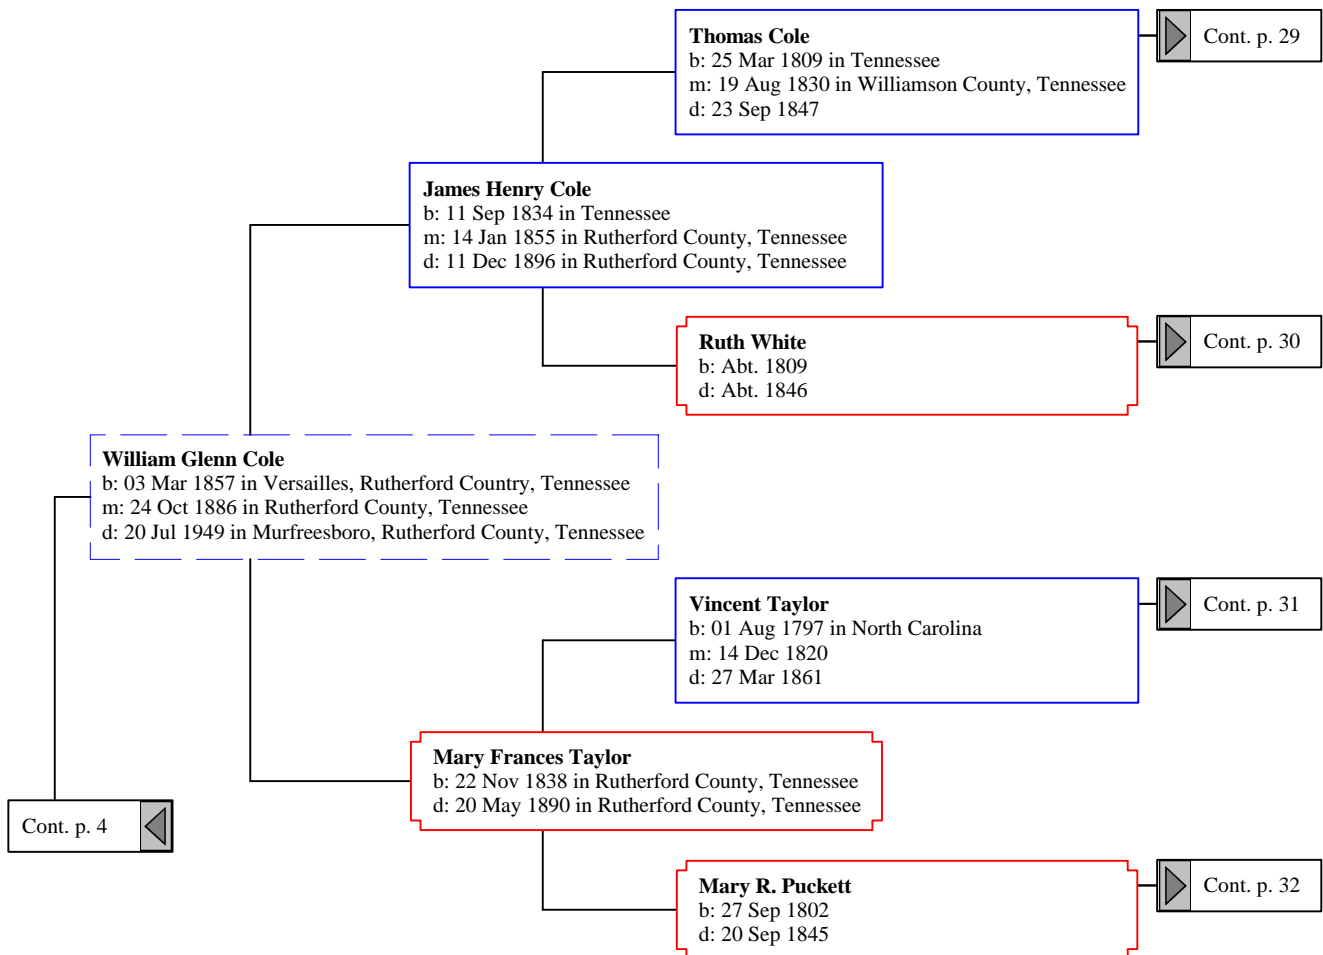 Thomas Cole
b: 25 Mar 1809 in Tennessee
m: 19 Aug 1830 in Williamson County, Tennessee
d: 23 Sep 1847
Cont. p. 29
James Henry Cole
b: 11 Sep 1834 in Tennessee
m: 14 Jan 1855 in Rutherford County, Tennessee
d: 11 Dec 1896 in Rutherford County, Tennessee
Ruth White
b: Abt. 1809
d: Abt. 1846
Cont. p. 30
William Glenn Cole
b: 03 Mar 1857 in Versailles, Rutherford Country, Tennessee
m: 24 Oct 1886 in Rutherford County, Tennessee
d: 20 Jul 1949 in Murfreesboro, Rutherford County, Tennessee
Vincent Taylor
b: 01 Aug 1797 in North Carolina
m: 14 Dec 1820
d: 27 Mar 1861
Cont. p. 31
Mary Frances Taylor
b: 22 Nov 1838 in Rutherford County, Tennessee
d: 20 May 1890 in Rutherford County, Tennessee
Cont. p. 4
Mary R. Puckett
b: 27 Sep 1802
d: 20 Sep 1845
Cont. p. 32